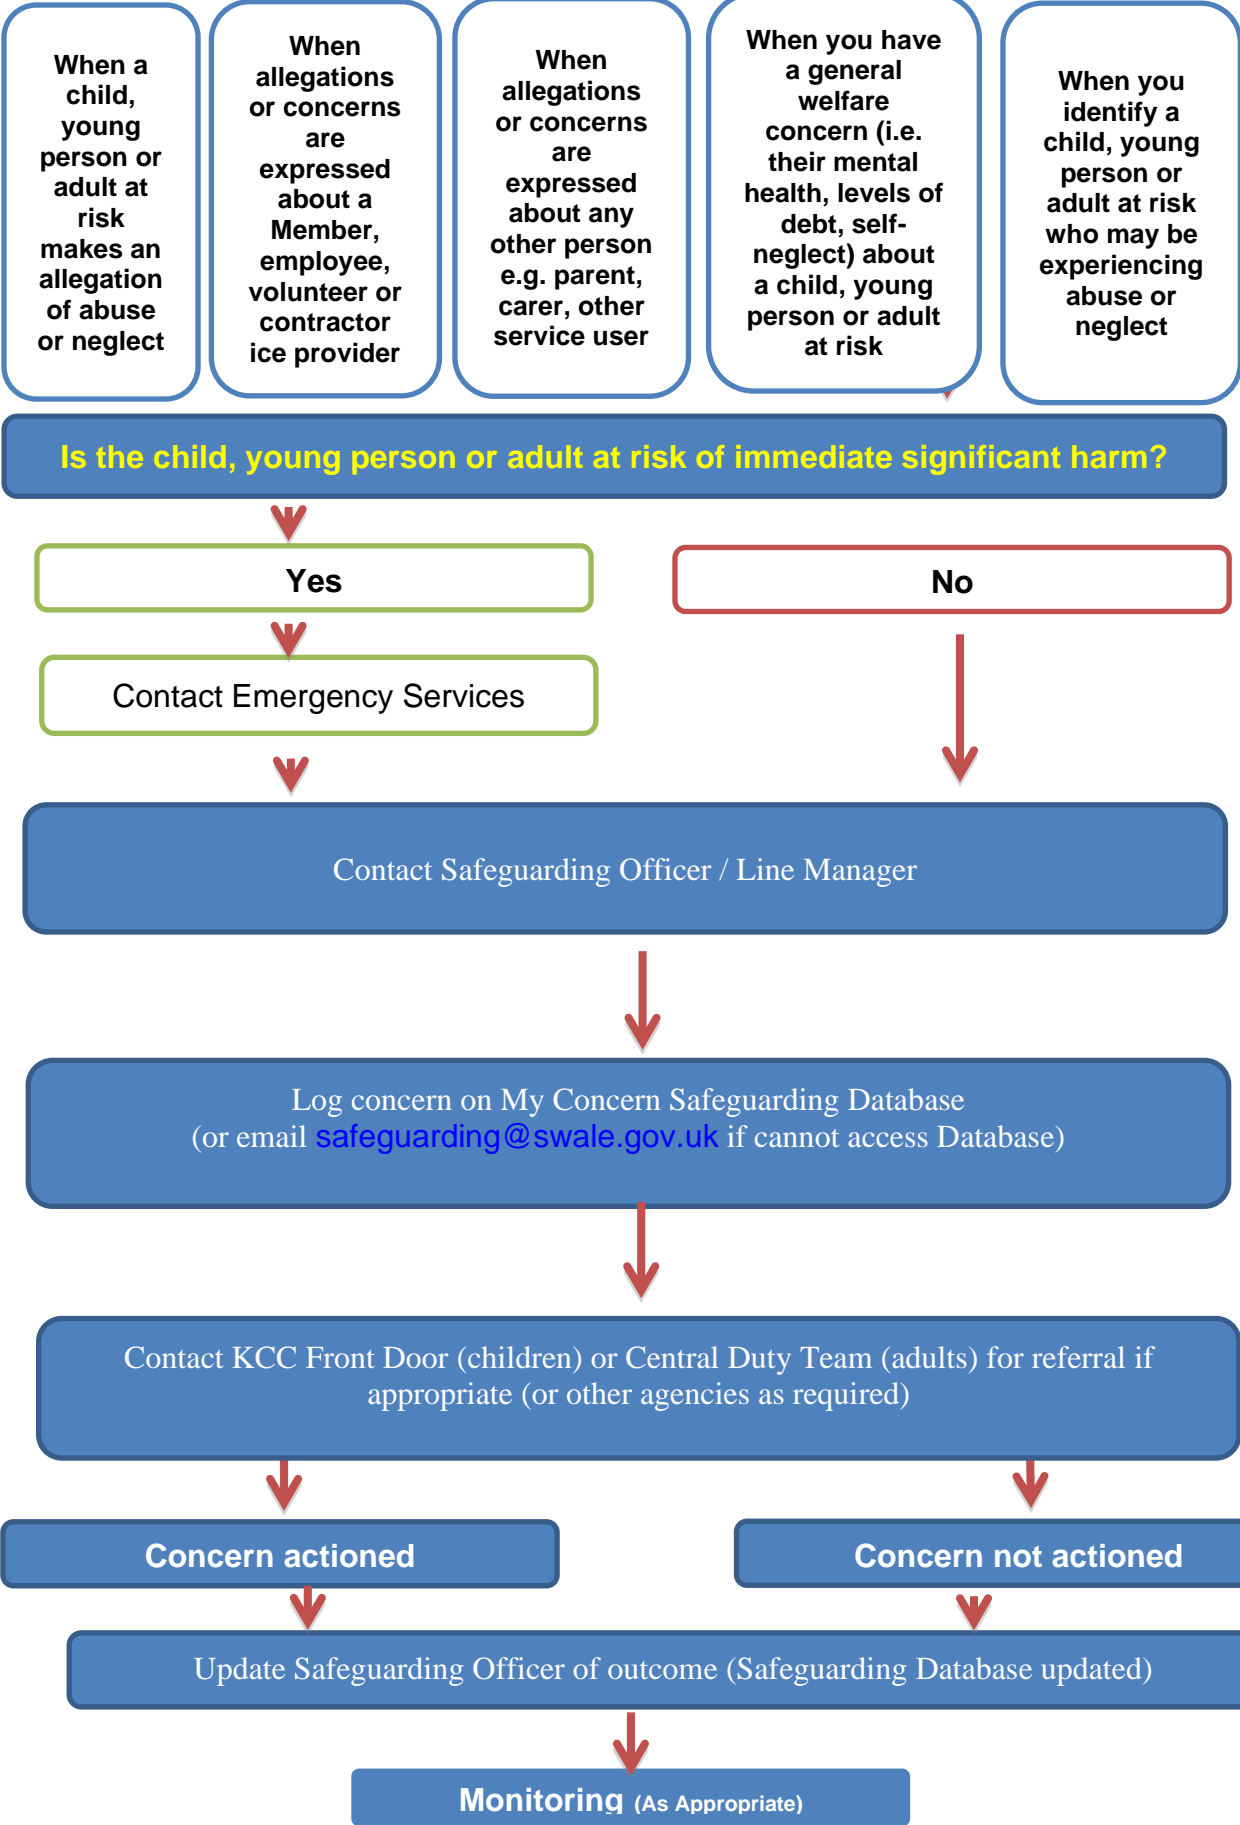 When a
child,
young
person or
adult at
risk
makes an
allegation
of abuse
or neglect
When
allegations
or concerns
are
expressed
about a
Member,
employee,
volunteer or
contractor
ice provider
When
allegations
or concerns
are
expressed
about any
other person
e.g. parent,
carer, other
service user
When you have
a general
welfare
concern (i.e.
their mental
health, levels of
debt, self-
neglect) about
a child, young
person or adult
at risk
When you
identify a
child, young
person or
adult at risk
who may be
experiencing
abuse or
neglect
Is the child, young person or adult at risk of immediate significant harm?
Yes
No
Contact Emergency Services
Contact Safeguarding Officer / Line Manager
Log concern on My Concern Safeguarding Database
(or email safeguarding@swale.gov.uk if cannot access Database)
Contact KCC Front Door (children) or Central Duty Team (adults) for referral if
appropriate (or other agencies as required)
Concern actioned
Concern not actioned
Update Safeguarding Officer of outcome (Safeguarding Database updated)
Monitoring (As Appropriate)